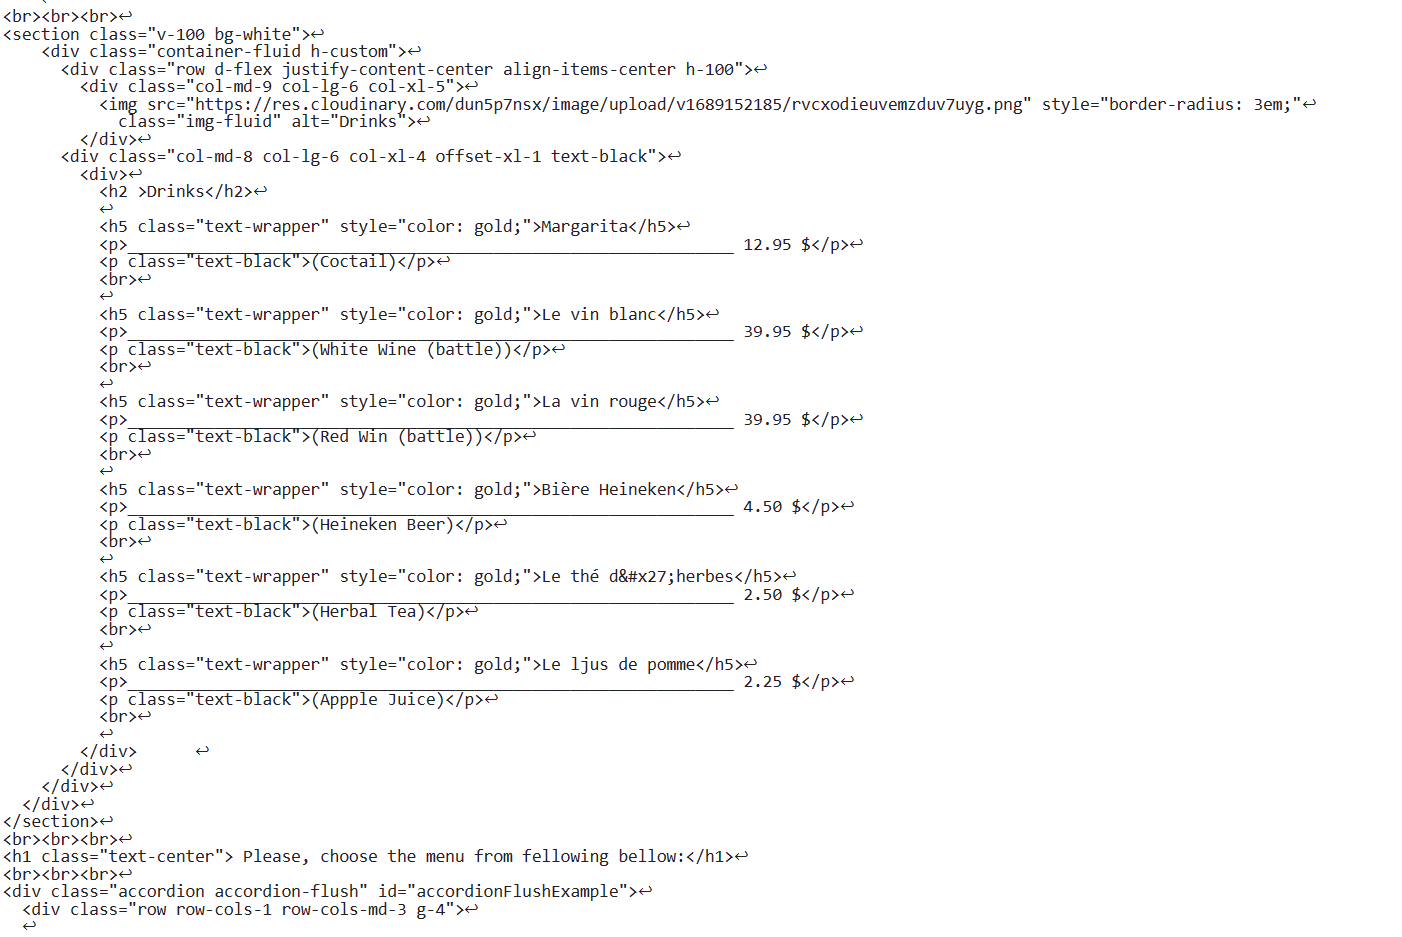 <br><br><br>↩
<section class="v-100 bg-white">↩
    <div class="container-fluid h-custom">↩
      <div class="row d-flex justify-content-center align-items-center h-100">↩
        <div class="col-md-9 col-lg-6 col-xl-5">↩
          <img src="https://res.cloudinary.com/dun5p7nsx/image/upload/v1689152185/rvcxodieuvemzduv7uyg.png" style="border-radius: 3em;"↩
            class="img-fluid" alt="Drinks">↩
        </div>↩
      <div class="col-md-8 col-lg-6 col-xl-4 offset-xl-1 text-black">↩
        <div>↩
          <h2 >Drinks</h2>↩
          ↩
          <h5 class="text-wrapper" style="color: gold;">Margarita</h5>↩
          <p>_______________________________________________________________ 12.95 $</p>↩
          <p class="text-black">(Coctail)</p>↩
          <br>↩
          ↩
          <h5 class="text-wrapper" style="color: gold;">Le vin blanc</h5>↩
          <p>_______________________________________________________________ 39.95 $</p>↩
          <p class="text-black">(White Wine (battle))</p>↩
          <br>↩
          ↩
          <h5 class="text-wrapper" style="color: gold;">La vin rouge</h5>↩
          <p>_______________________________________________________________ 39.95 $</p>↩
          <p class="text-black">(Red Win (battle))</p>↩
          <br>↩
          ↩
          <h5 class="text-wrapper" style="color: gold;">Bière Heineken</h5>↩
          <p>_______________________________________________________________ 4.50 $</p>↩
          <p class="text-black">(Heineken Beer)</p>↩
          <br>↩
          ↩
          <h5 class="text-wrapper" style="color: gold;">Le thé d&#x27;herbes</h5>↩
          <p>_______________________________________________________________ 2.50 $</p>↩
          <p class="text-black">(Herbal Tea)</p>↩
          <br>↩
          ↩
          <h5 class="text-wrapper" style="color: gold;">Le ljus de pomme</h5>↩
          <p>_______________________________________________________________ 2.25 $</p>↩
          <p class="text-black">(Appple Juice)</p>↩
          <br>↩
          ↩
        </div>      ↩
      </div>↩
    </div>↩
  </div>↩
</section>↩
<br><br><br>↩
<h1 class="text-center"> Please, choose the menu from fellowing bellow:</h1>↩
<br><br><br>↩
<div class="accordion accordion-flush" id="accordionFlushExample">↩
  <div class="row row-cols-1 row-cols-md-3 g-4">↩
  ↩